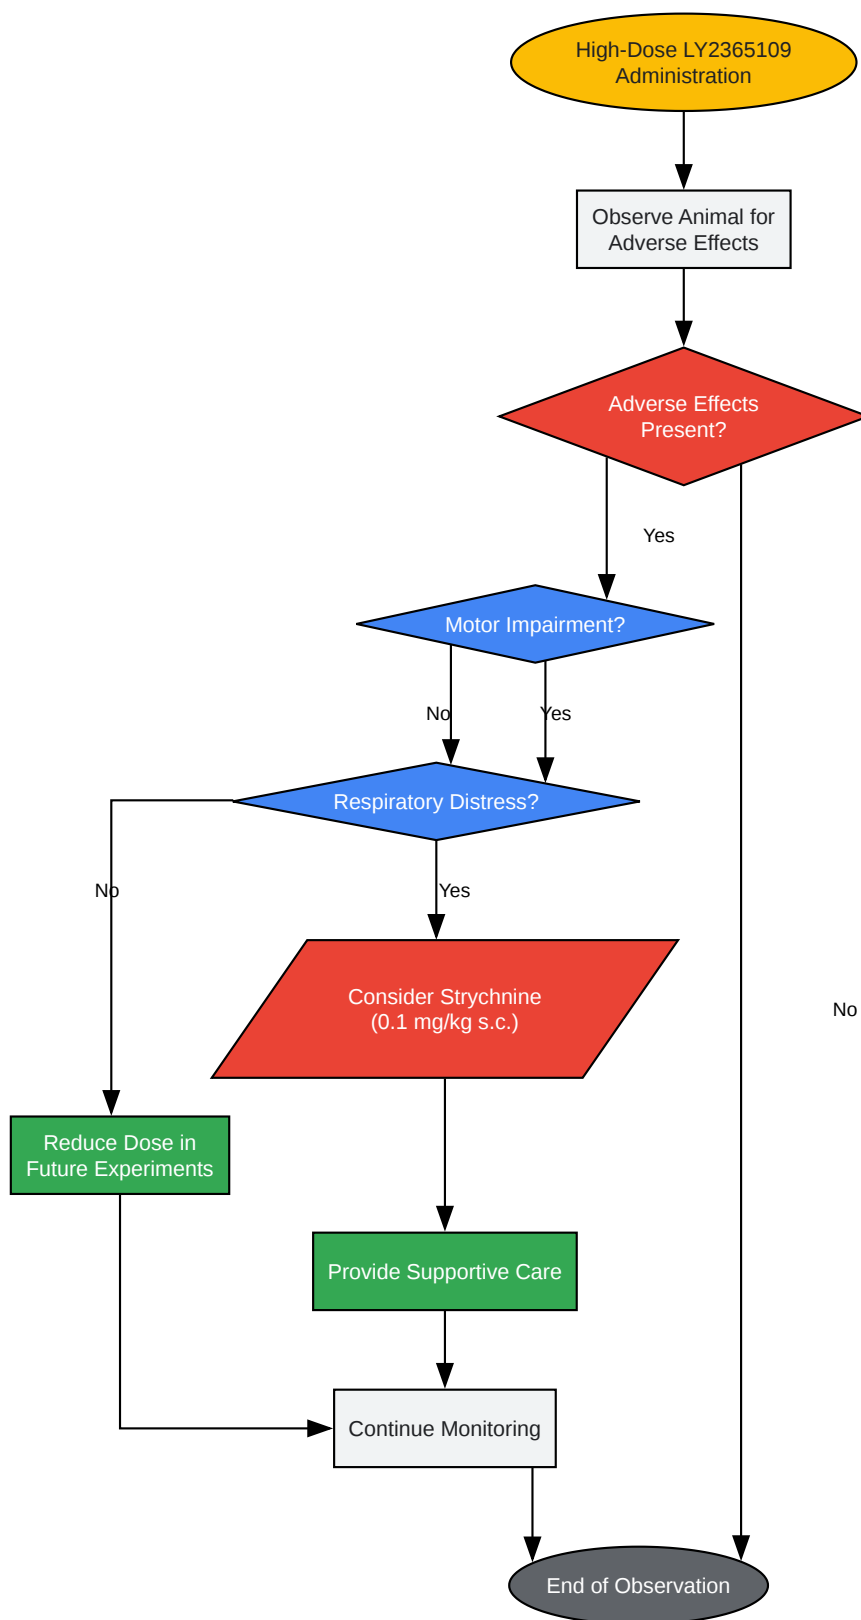 High-Dose LY2365109
Administration
Observe Animal for
Adverse Effects
Adverse Effects
Present?
Yes
Motor Impairment?
No
Yes
Respiratory Distress?
No
Yes
Consider Strychnine
(0.1 mg/kg s.c.)
No
Reduce Dose in
Future Experiments
Provide Supportive Care
Continue Monitoring
End of Observation